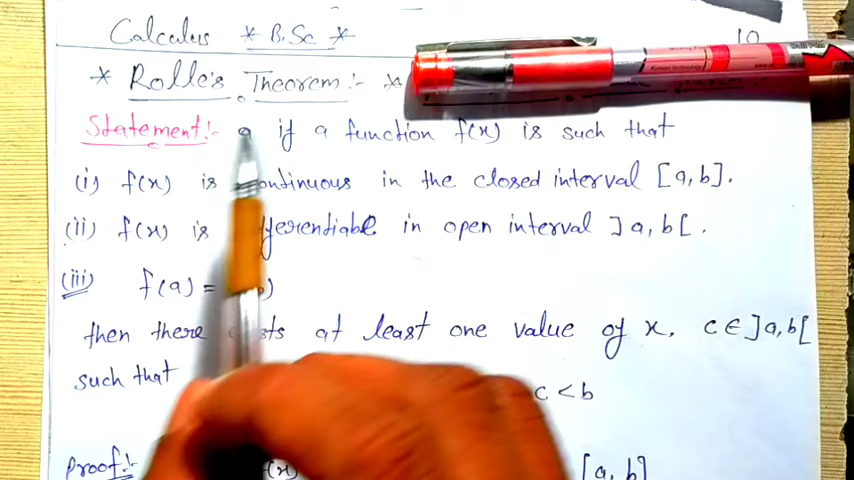 Calculus * B.Sc * 10
* Rolle's Theorem :- *
Statement :- if a function f(x) is such that
(i) f(x) is continuous in the closed interval [a, b].
(ii) f(x) is in open interval ]a, b[.
(iii) f(a) =
then there at least one value of x, c ∈ ]a, b[
such that c < b
Proof :- [a, b]